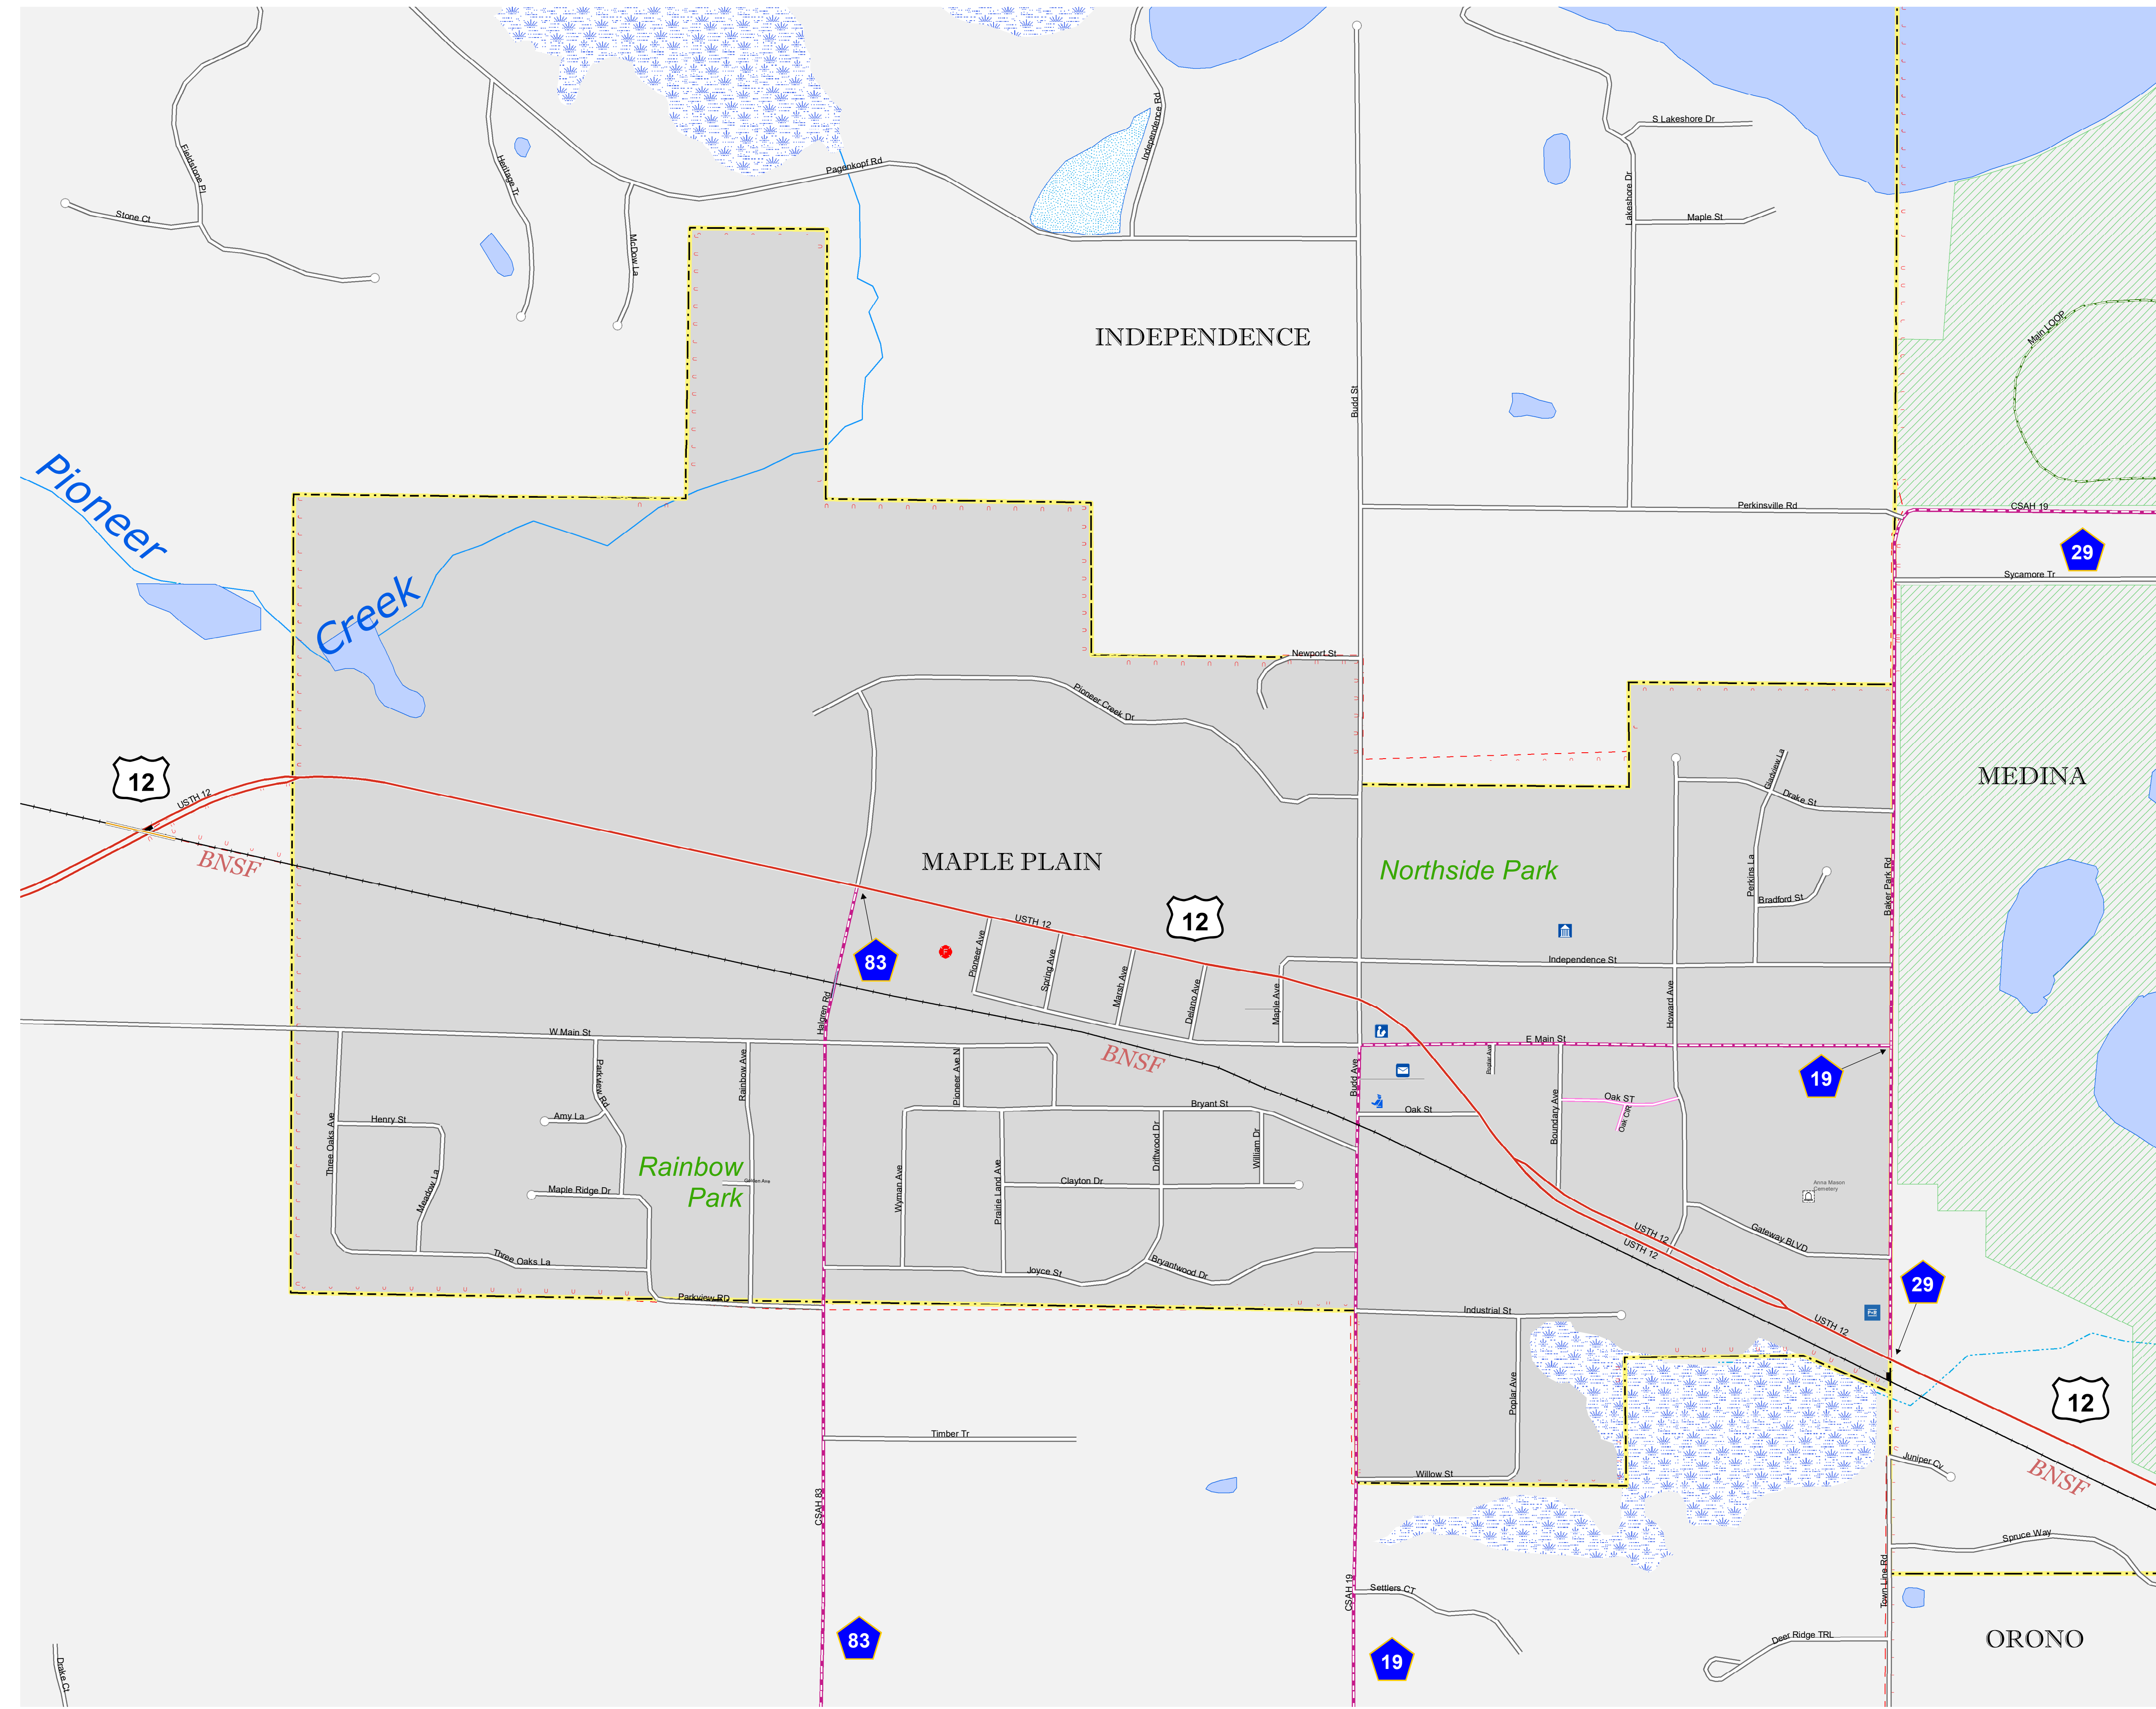 S Lakeshore Dr
Independence Rd
Pagenkopf Rd
Fieldstone Pl
Heritage Tr
Lakeshore Dr
Stone Ct
Maple St
McDow La
INDEPENDENCE
Main LOOP
Budd St
Pioneer
Creek
Perkinsville Rd
CSAH 19
29
Sycamore Tr
Newport St
Pioneer Creek Dr
12
USTH 12
BNSF
MEDINA
Gladview La
Drake St
MAPLE PLAIN
Northside Park
Perkins La
Bradford St
Baker Park Rd
12
USTH 12
83
F
Pioneer Ave
Spring Ave
Marsh Ave
Delano Ave
Maple Ave
Independence St
Howard Ave
Halgren Rd
W Main St
E Main St
BNSF
Budd Ave
19
Parkview Rd
Rainbow Ave
Pioneer Ave N
Amy La
Henry St
Three Oaks Ave
Bryant St
Oak St
Boundary Ave
Oak ST
Oak CIR
Rainbow
Park
Meadow La
Maple Ridge Dr
Wyman Ave
Prairie Land Ave
Clayton Dr
Driftwood Dr
William Dr
Anna Mason
Cemetery
Three Oaks La
Joyce St
Bryantwood Dr
USTH 12
USTH 12
Gateway BLVD
Parkview RD
Industrial St
USTH 12
29
Poplar Ave
12
Timber Tr
Willow St
Juniper Cv
BNSF
CSAH 83
CSAH 19
Spruce Way
Settlers CT
Town Line Rd
83
19
Deer Ridge TRL
ORONO
Drake Ct